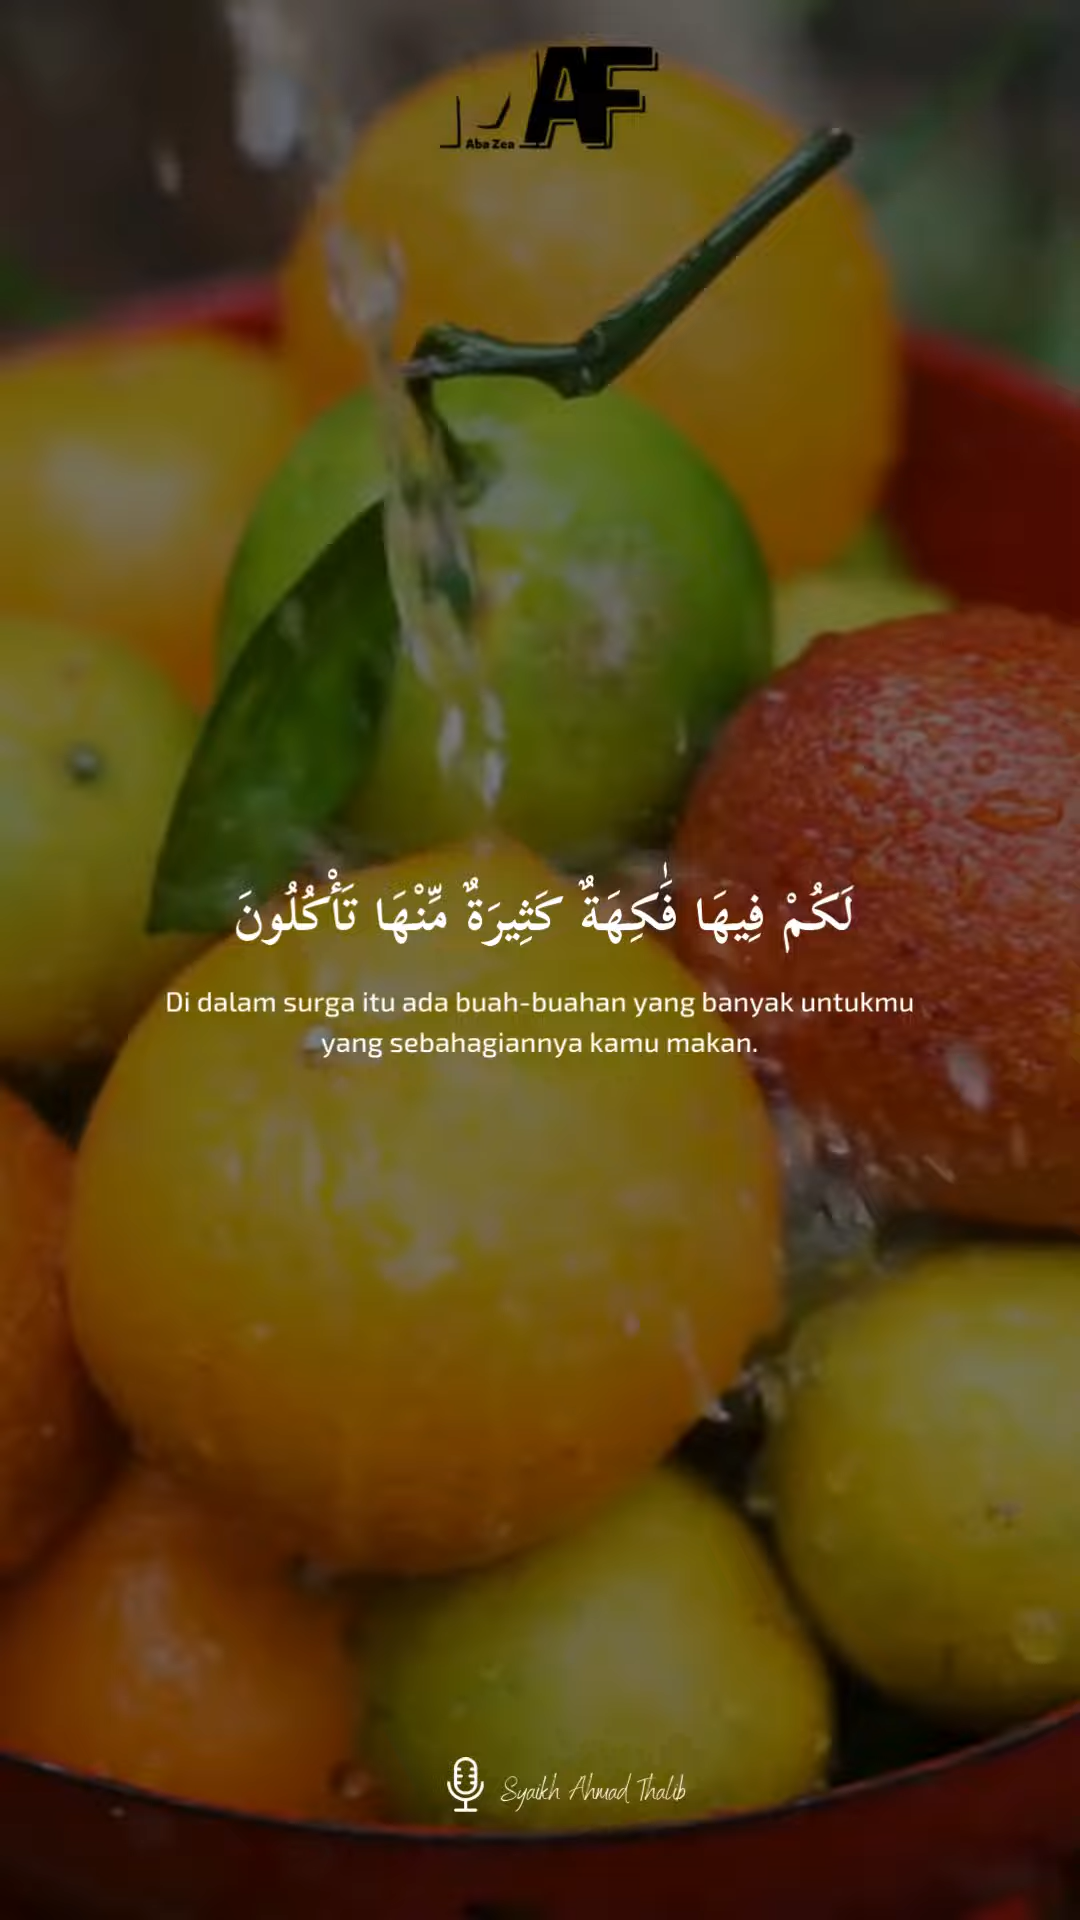 AF
Aba Zea
لَكُمْ فِيهَا فَٰكِهَةٌ كَثِيرَةٌ مِّنْهَا تَأْكُلُونَ
Di dalam surga itu ada buah-buahan yang banyak untukmu
yang sebahagiannya kamu makan.
Syaikh Ahmad Thalib